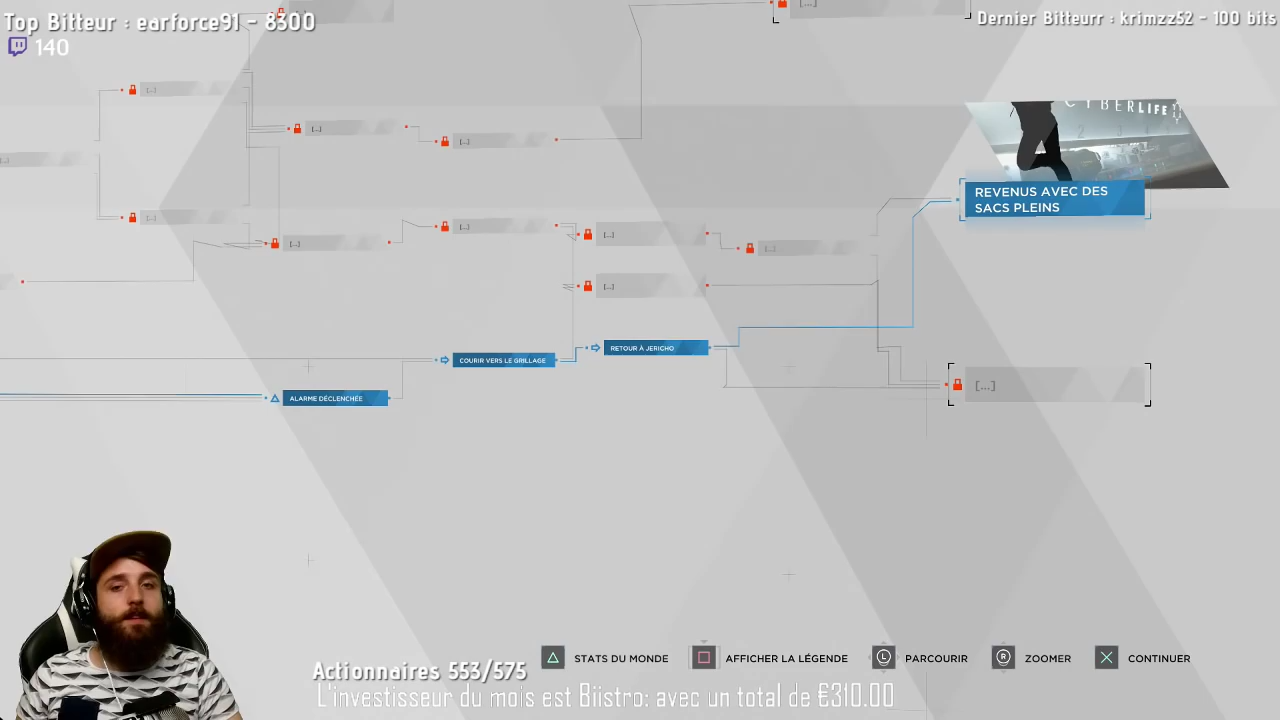 Top Bitteur : earforce91 - 8300
Dernier Bitteurr : krimzz52 - 100 bits
140
[...]
[...]
CYBERLIFE
[...]
[...]
[...]
REVENUS AVEC DES
SACS PLEINS
[...]
[...]
[...]
[...]
[...]
[...]
RETOUR À JERICHO
COURIR VERS LE GRILLAGE
[...]
ALARME DÉCLENCHÉE
STATS DU MONDE
AFFICHER LA LÉGENDE
L
PARCOURIR
R
ZOOMER
CONTINUER
Actionnaires 553/575
L'investisseur du mois est Biistro: avec un total de €310.00